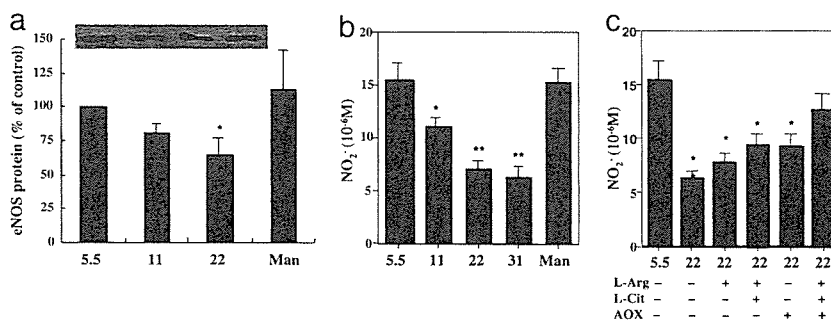 a
eNOS protein (% of control)
150
125
100
75
50
25
0
*
5.5 11 22 Man
b
NO₂· (10⁻⁶M)
20
15
10
5
0
* ** **
5.5 11 22 31 Man
c
NO₂· (10⁻⁶M)
20
15
10
5
0
* * * *
5.5 22 22 22 22 22
L-Arg – – + + – +
L-Cit – – – + – +
AOX – – – – + +